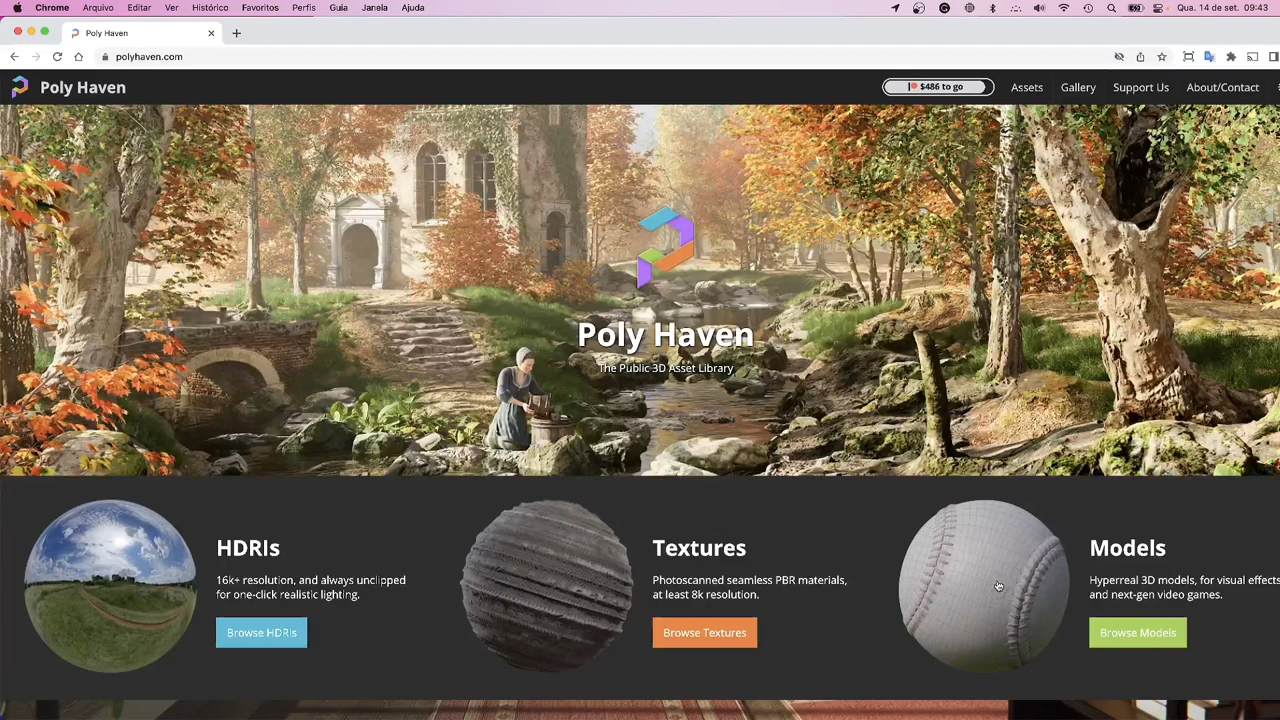 Chrome Arquivo Editar Ver Histórico Favoritos Perfis Guia Janela Ajuda Qua. 14 de set. 09:43
Poly Haven
polyhaven.com
Poly Haven $486 to go Assets Gallery Support Us About/Contact
Poly Haven
The Public 3D Asset Library
HDRIs
16k+ resolution, and always unclipped
for one-click realistic lighting.
Browse HDRIs
Textures
Photoscanned seamless PBR materials,
at least 8k resolution.
Browse Textures
Models
Hyperreal 3D models, for visual effects
and next-gen video games.
Browse Models